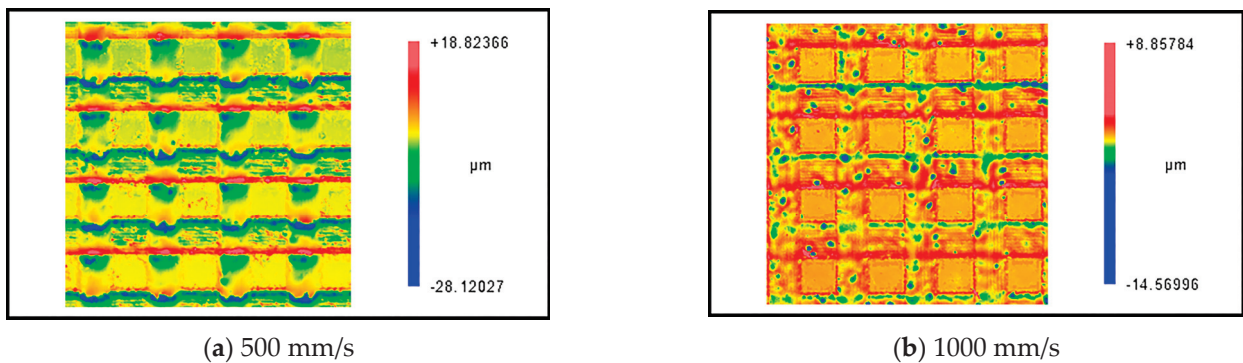 +18.82366
µm
-28.12027
(a) 500 mm/s
+8.85784
µm
-14.56996
(b) 1000 mm/s